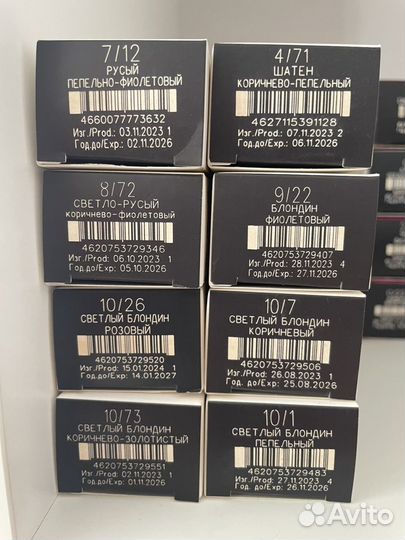 7/12
РУСЫЙ
ПЕПЕЛЬНО-ФИОЛЕТОВЫЙ
4660077773632
Изг./Prod: 03.11.2023 1
Год.до/Exp: 02.11.2026
4/71
ШАТЕН
КОРИЧНЕВО-ПЕПЕЛЬНЫЙ
4627115391128
Изг./Prod: 07.11.2023 2
Год.до/Exp: 06.11.2026
8/72
СВЕТЛО-РУСЫЙ
коричнево-фиолетовый
4620753729346
Изг./Prod: 06.10.2023 1
Год.до/Exp: 05.10.2026
9/22
БЛОНДИН
ФИОЛЕТОВЫЙ
4620753729407
Изг./Prod: 28.11.2023 4
Год.до/Exp: 27.11.2026
10/26
СВЕТЛЫЙ БЛОНДИН
РОЗОВЫЙ
4620753729520
Изг./Prod: 15.01.2024 1
Год.до/Exp: 14.01.2027
10/7
СВЕТЛЫЙ БЛОНДИН
КОРИЧНЕВЫЙ
4620753729506
Изг./Prod: 26.08.2023 1
Год. до/Exp: 25.08.2026
10/73
СВЕТЛЫЙ БЛОНДИН
КОРИЧНЕВО-ЗОЛОТИСТЫЙ
4620753729551
Изг./Prod: 02.11.2023 1
Год. до/Exp: 01.11.2026
10/1
СВЕТЛЫЙ БЛОНДИН
ПЕПЕЛЬНЫЙ
4620753729483
Изг./Prod: 27.11.2023 4
Год. до/Exp: 26.11.2026
Avito